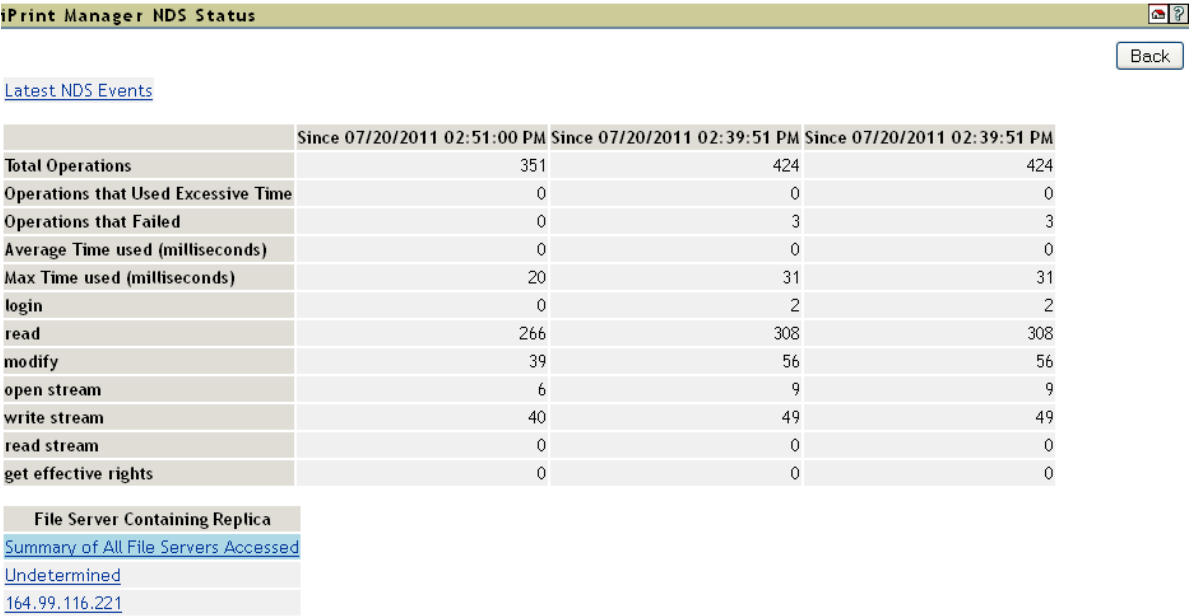 iPrint Manager NDS Status
?
Back
Latest NDS Events
Since 07/20/2011 02:51:00 PM Since 07/20/2011 02:39:51 PM Since 07/20/2011 02:39:51 PM
Total Operations 351 424 424
Operations that Used Excessive Time 0 0 0
Operations that Failed 0 3 3
Average Time used (milliseconds) 0 0 0
Max Time used (milliseconds) 20 31 31
login 0 2 2
read 266 308 308
modify 39 56 56
open stream 6 9 9
write stream 40 49 49
read stream 0 0 0
get effective rights 0 0 0
File Server Containing Replica
Summary of All File Servers Accessed
Undetermined
164.99.116.221